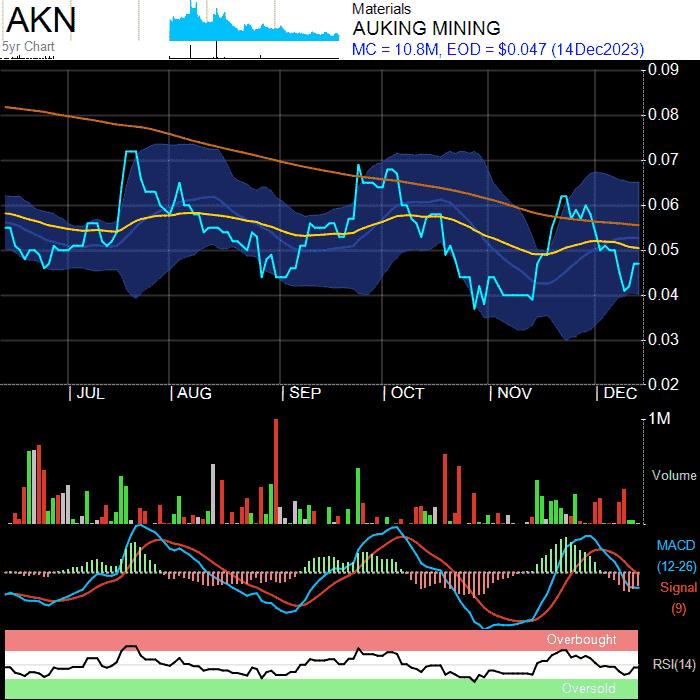 AKN
5yr Chart
Materials
AUKING MINING
MC = 10.8M, EOD = $0.047 (14Dec2023)
0.09
0.08
0.07
0.06
0.05
0.04
0.03
0.02
JUL AUG SEP OCT NOV DEC
1M
Volume
MACD
(12-26)
Signal
(9)
Overbought
RSI(14)
Oversold